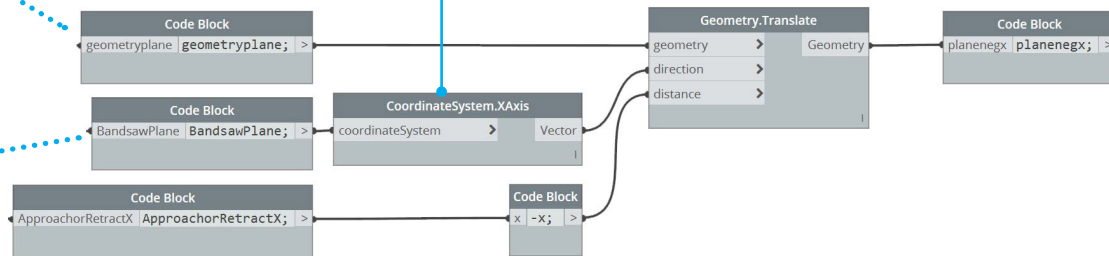 Code Block
geometryplane geometryplane; >
Code Block
BandsawPlane BandsawPlane; >
Code Block
ApproachorRetractX ApproachorRetractX; >
CoordinateSystem.XAxis
coordinateSystem > Vector
Code Block
x -x; >
Geometry.Translate
geometry > Geometry
direction >
distance >
Code Block
planenegx planenegx; >